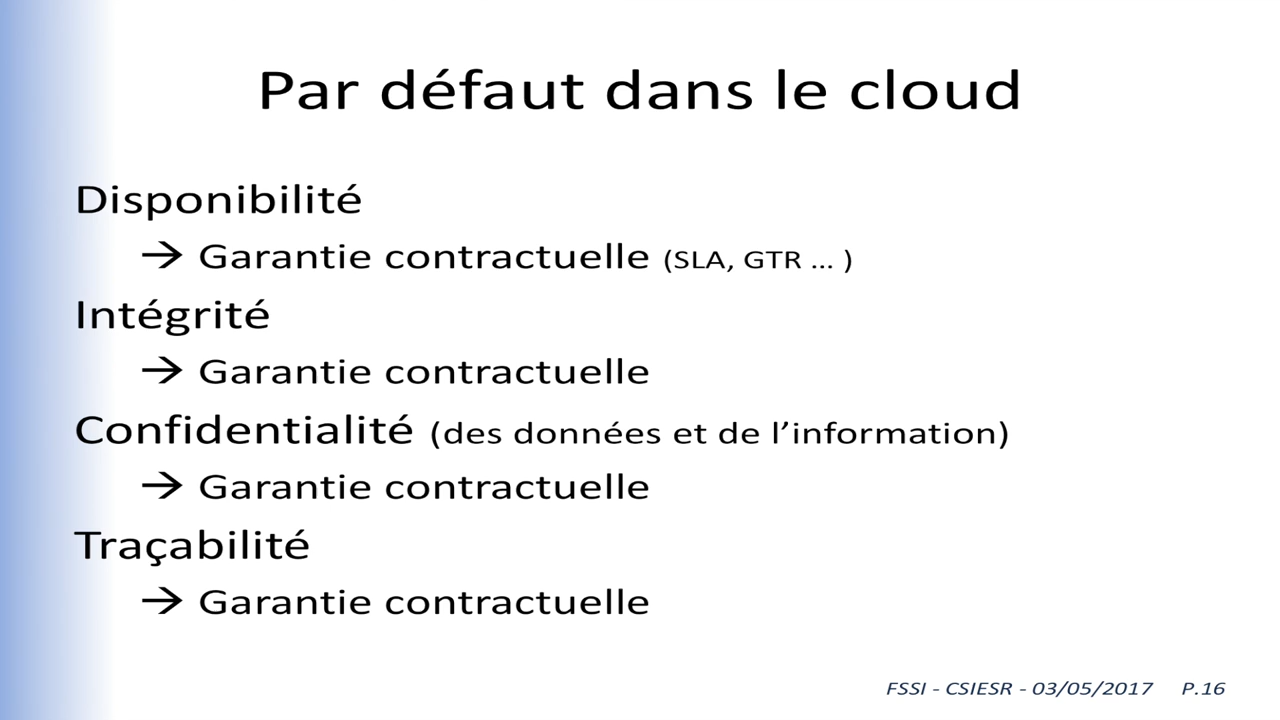 Par défaut dans le cloud
Disponibilité
→ Garantie contractuelle (SLA, GTR ... )
Intégrité
→ Garantie contractuelle
Confidentialité (des données et de l’information)
→ Garantie contractuelle
Traçabilité
→ Garantie contractuelle
FSSI - CSIESR - 03/05/2017 P.16